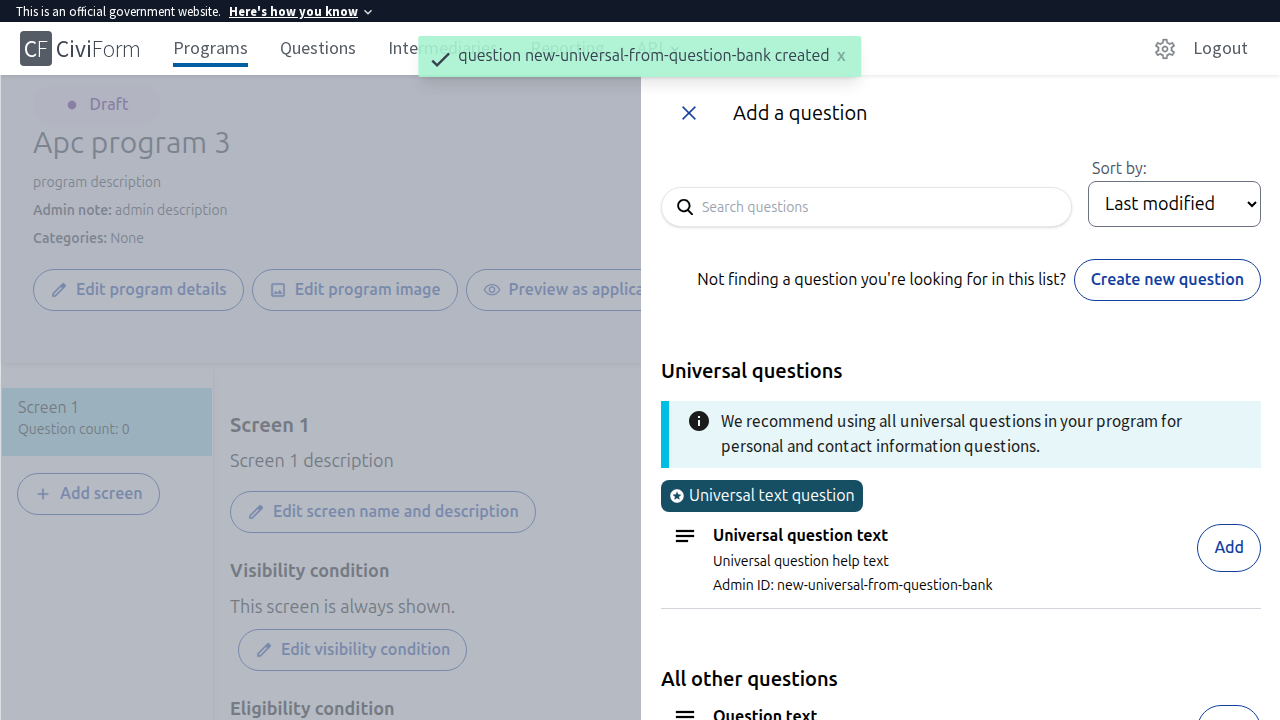 This is an official government website. Here's how you know
CF CiviForm Programs Questions Intermediaries Reporting API Logout
question new-universal-from-question-bank created x
Draft
Apc program 3
program description
Admin note: admin description
Categories: None
Edit program details
Edit program image
Preview as applica
Screen 1
Question count: 0
Add screen
Screen 1
Screen 1 description
Edit screen name and description
Visibility condition
This screen is always shown.
Edit visibility condition
Eligibility condition
Add a question
Sort by:
Search questions
Last modified
Not finding a question you're looking for in this list? Create new question
Universal questions
We recommend using all universal questions in your program for
personal and contact information questions.
Universal text question
Universal question text
Universal question help text
Admin ID: new-universal-from-question-bank
Add
All other questions
Question text